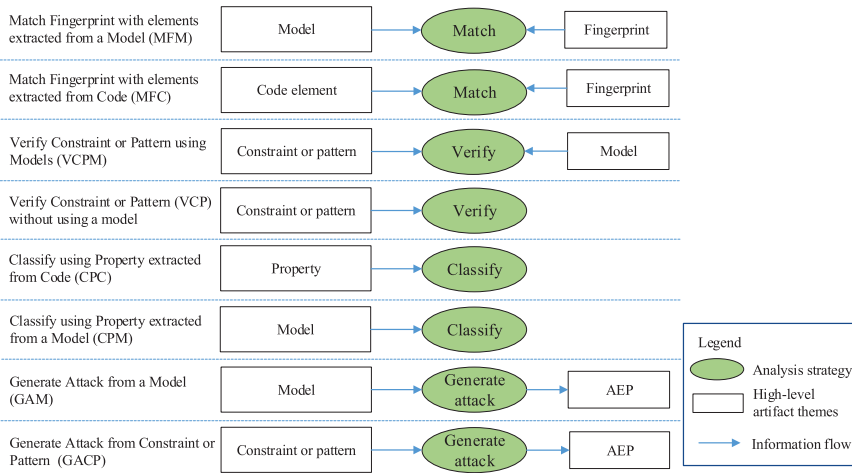 Match Fingerprint with elements
extracted from a Model (MFM)
Model
Match
Fingerprint
Match Fingerprint with elements
extracted from Code (MFC)
Code element
Match
Fingerprint
Verify Constraint or Pattern using
Models (VCPM)
Constraint or pattern
Verify
Model
Verify Constraint or Pattern (VCP)
without using a model
Constraint or pattern
Verify
Classify using Property extracted
from Code (CPC)
Property
Classify
Classify using Property extracted
from a Model (CPM)
Model
Classify
Generate Attack from a Model
(GAM)
Model
Generate
attack
AEP
Generate Attack from Constraint or
Pattern (GACP)
Constraint or pattern
Generate
attack
AEP
Legend
Analysis strategy
High-level
artifact themes
Information flow